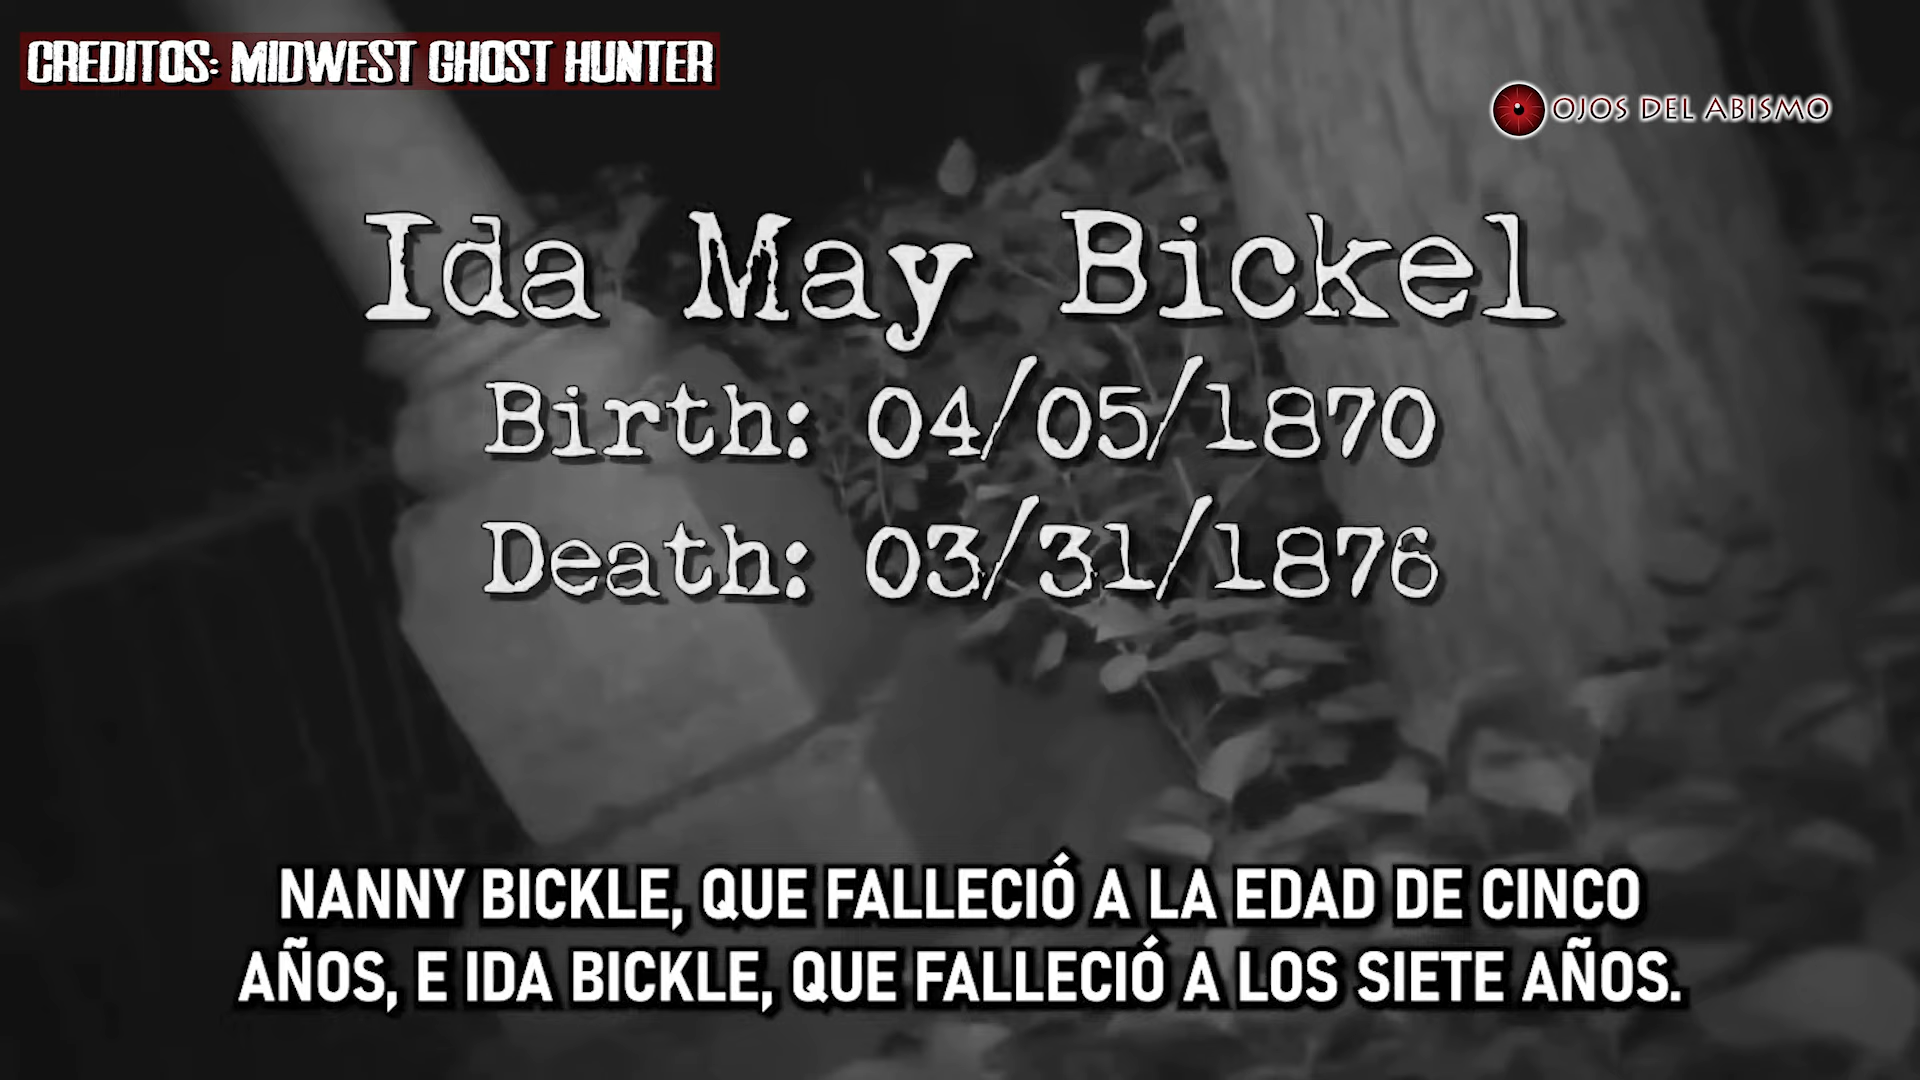 CREDITOS: MIDWEST GHOST HUNTER
OJOS DEL ABISMO
Ida May Bickel
Birth: 04/05/1870
Death: 03/31/1876
NANNY BICKLE, QUE FALLECIÓ A LA EDAD DE CINCO
AÑOS, E IDA BICKLE, QUE FALLECIÓ A LOS SIETE AÑOS.